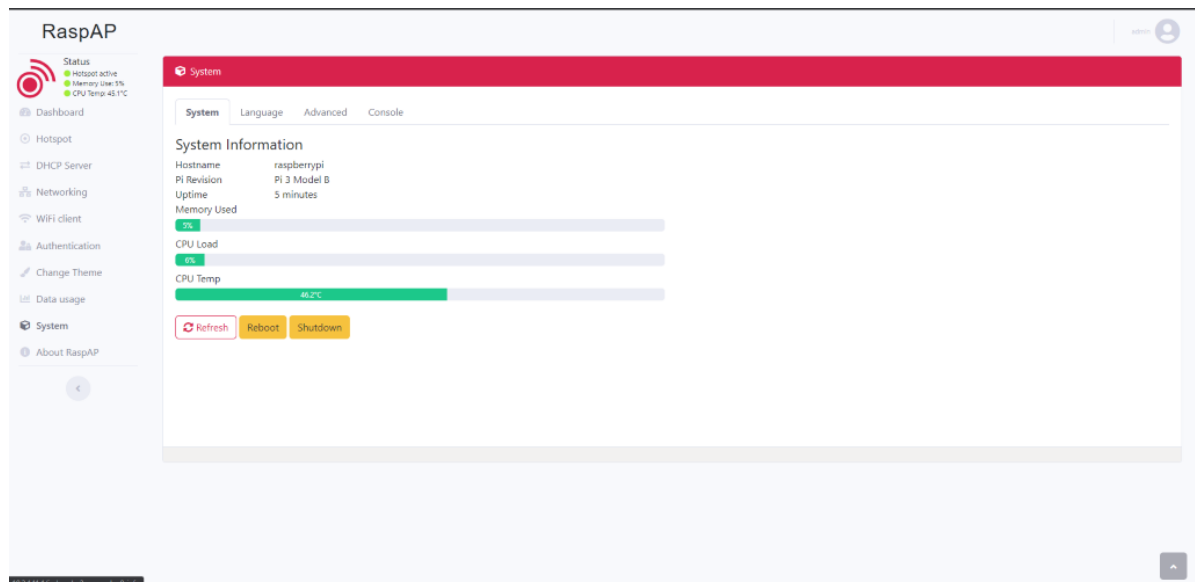 RaspAP
admin
Status
Hotspot active
Memory Use: 5%
CPU Temp: 45.1°C
Dashboard
Hotspot
DHCP Server
Networking
WiFi client
Authentication
Change Theme
Data usage
System
About RaspAP
System
System Language Advanced Console
System Information
Hostname raspberrypi
Pi Revision Pi 3 Model B
Uptime 5 minutes
Memory Used
5%
CPU Load
6%
CPU Temp
46.2°C
Refresh Reboot Shutdown